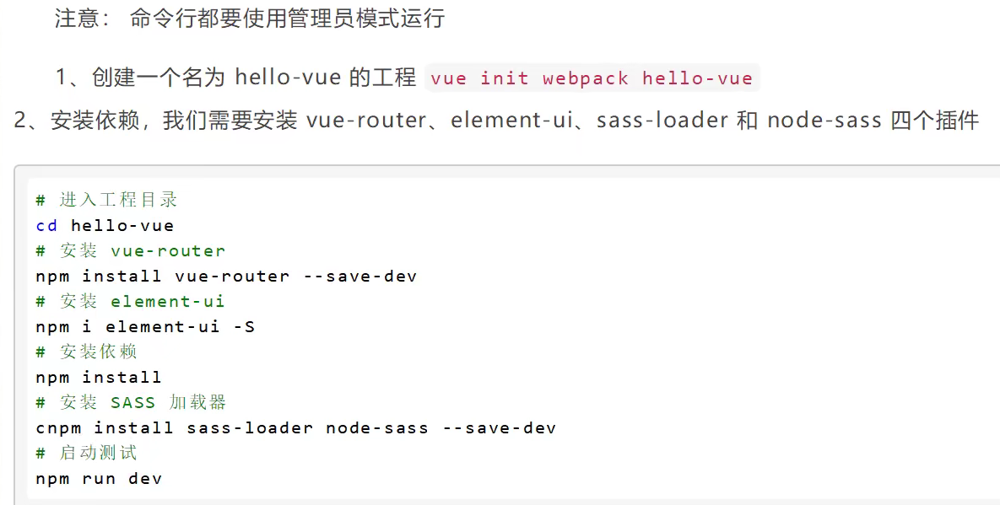 注意： 命令行都要使用管理员模式运行
1、创建一个名为 hello-vue 的工程 vue init webpack hello-vue
2、安装依赖，我们需要安装 vue-router、element-ui、sass-loader 和 node-sass 四个插件
# 进入工程目录
cd hello-vue
# 安装 vue-router
npm install vue-router --save-dev
# 安装 element-ui
npm i element-ui -S
# 安装依赖
npm install
# 安装 SASS 加载器
cnpm install sass-loader node-sass --save-dev
# 启动测试
npm run dev